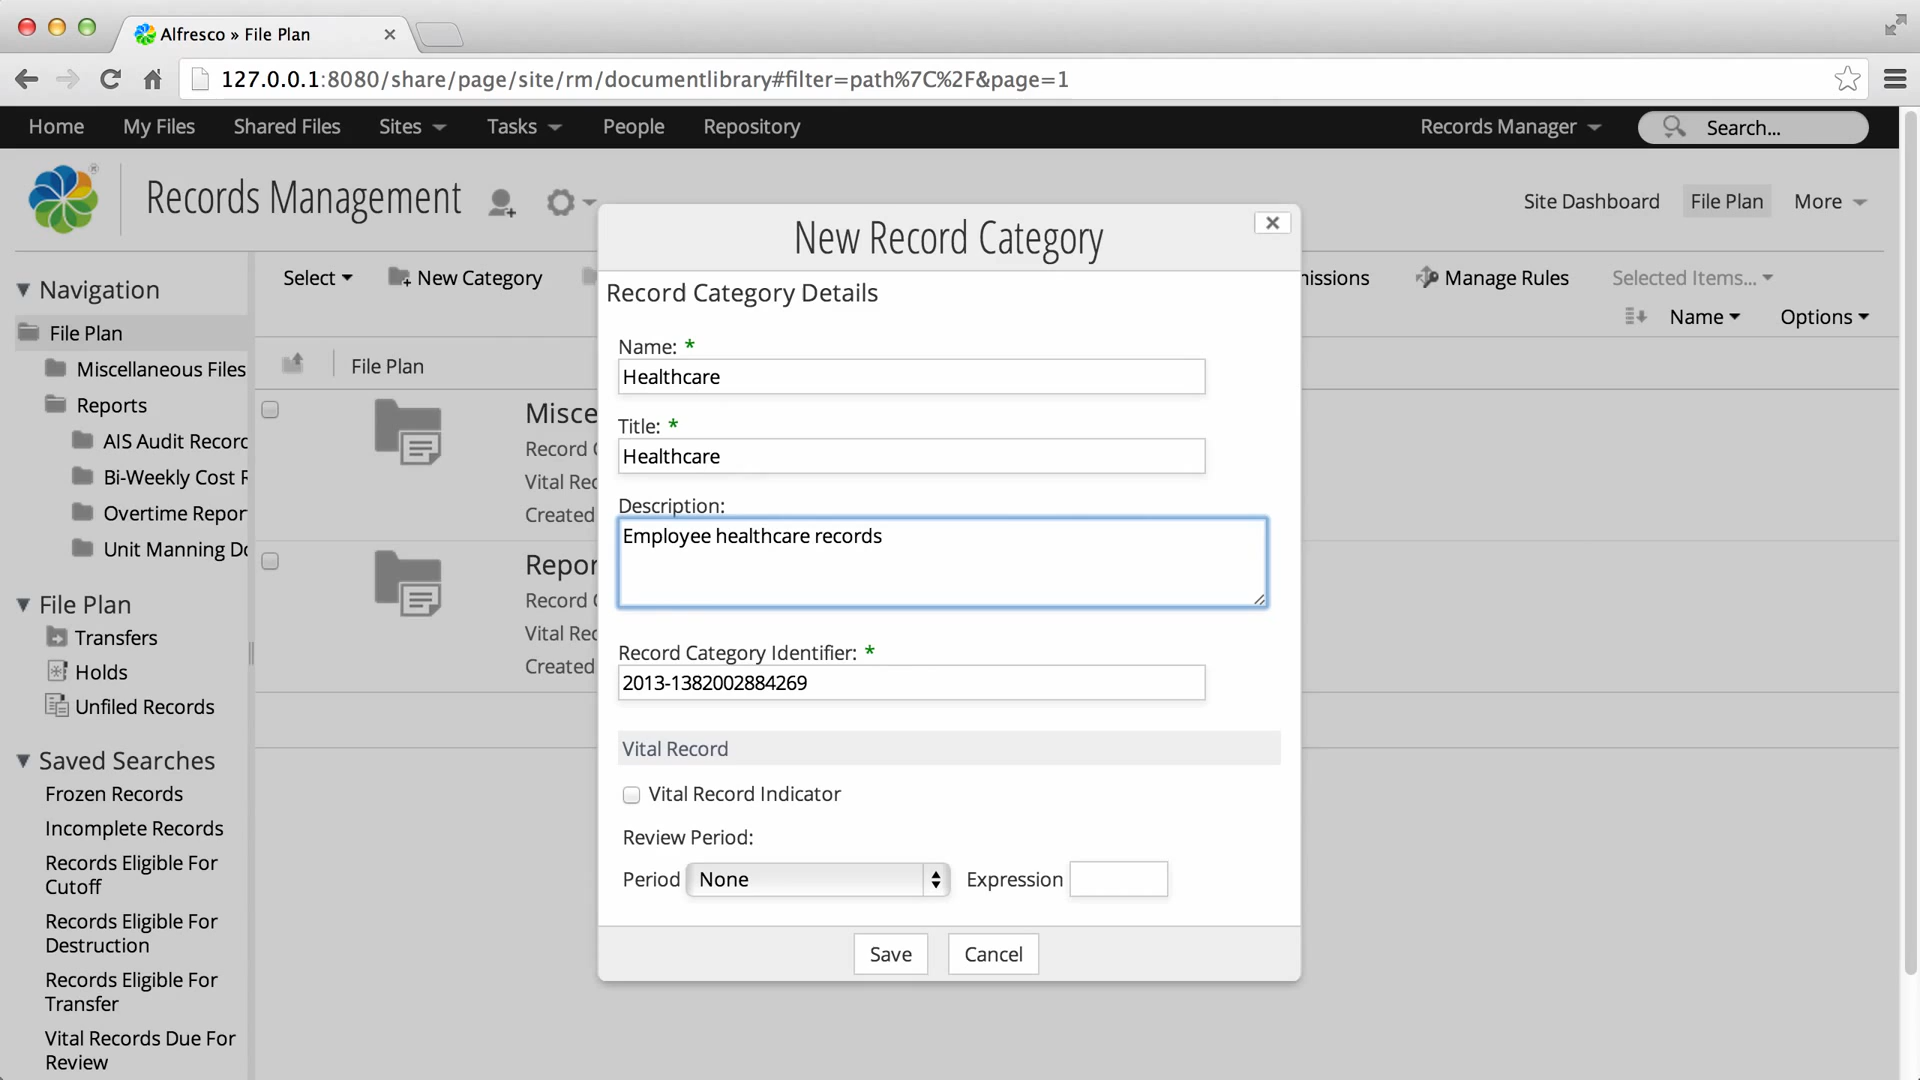 Alfresco » File Plan
127.0.0.1:8080/share/page/site/rm/documentlibrary#filter=path%7C%2F&page=1
Home My Files Shared Files Sites Tasks People Repository Records Manager Search...
Records Management Site Dashboard File Plan More
New Record Category
Navigation Select New Category Manage Rules Selected Items...
Record Category Details
Name Options
File Plan
File Plan
Miscellaneous Files
Reports
AIS Audit Record
Bi-Weekly Cost R
Overtime Repor
Unit Manning Do
Misce
Record C
Vital Rec
Created
Repor
Record C
Vital Rec
Created
Name: *
Healthcare
Title: *
Healthcare
Description:
Employee healthcare records
Record Category Identifier: *
2013-1382002884269
Vital Record
Vital Record Indicator
Review Period:
Period None Expression
Save Cancel
File Plan
Transfers
Holds
Unfiled Records
Saved Searches
Frozen Records
Incomplete Records
Records Eligible For
Cutoff
Records Eligible For
Destruction
Records Eligible For
Transfer
Vital Records Due For
Review